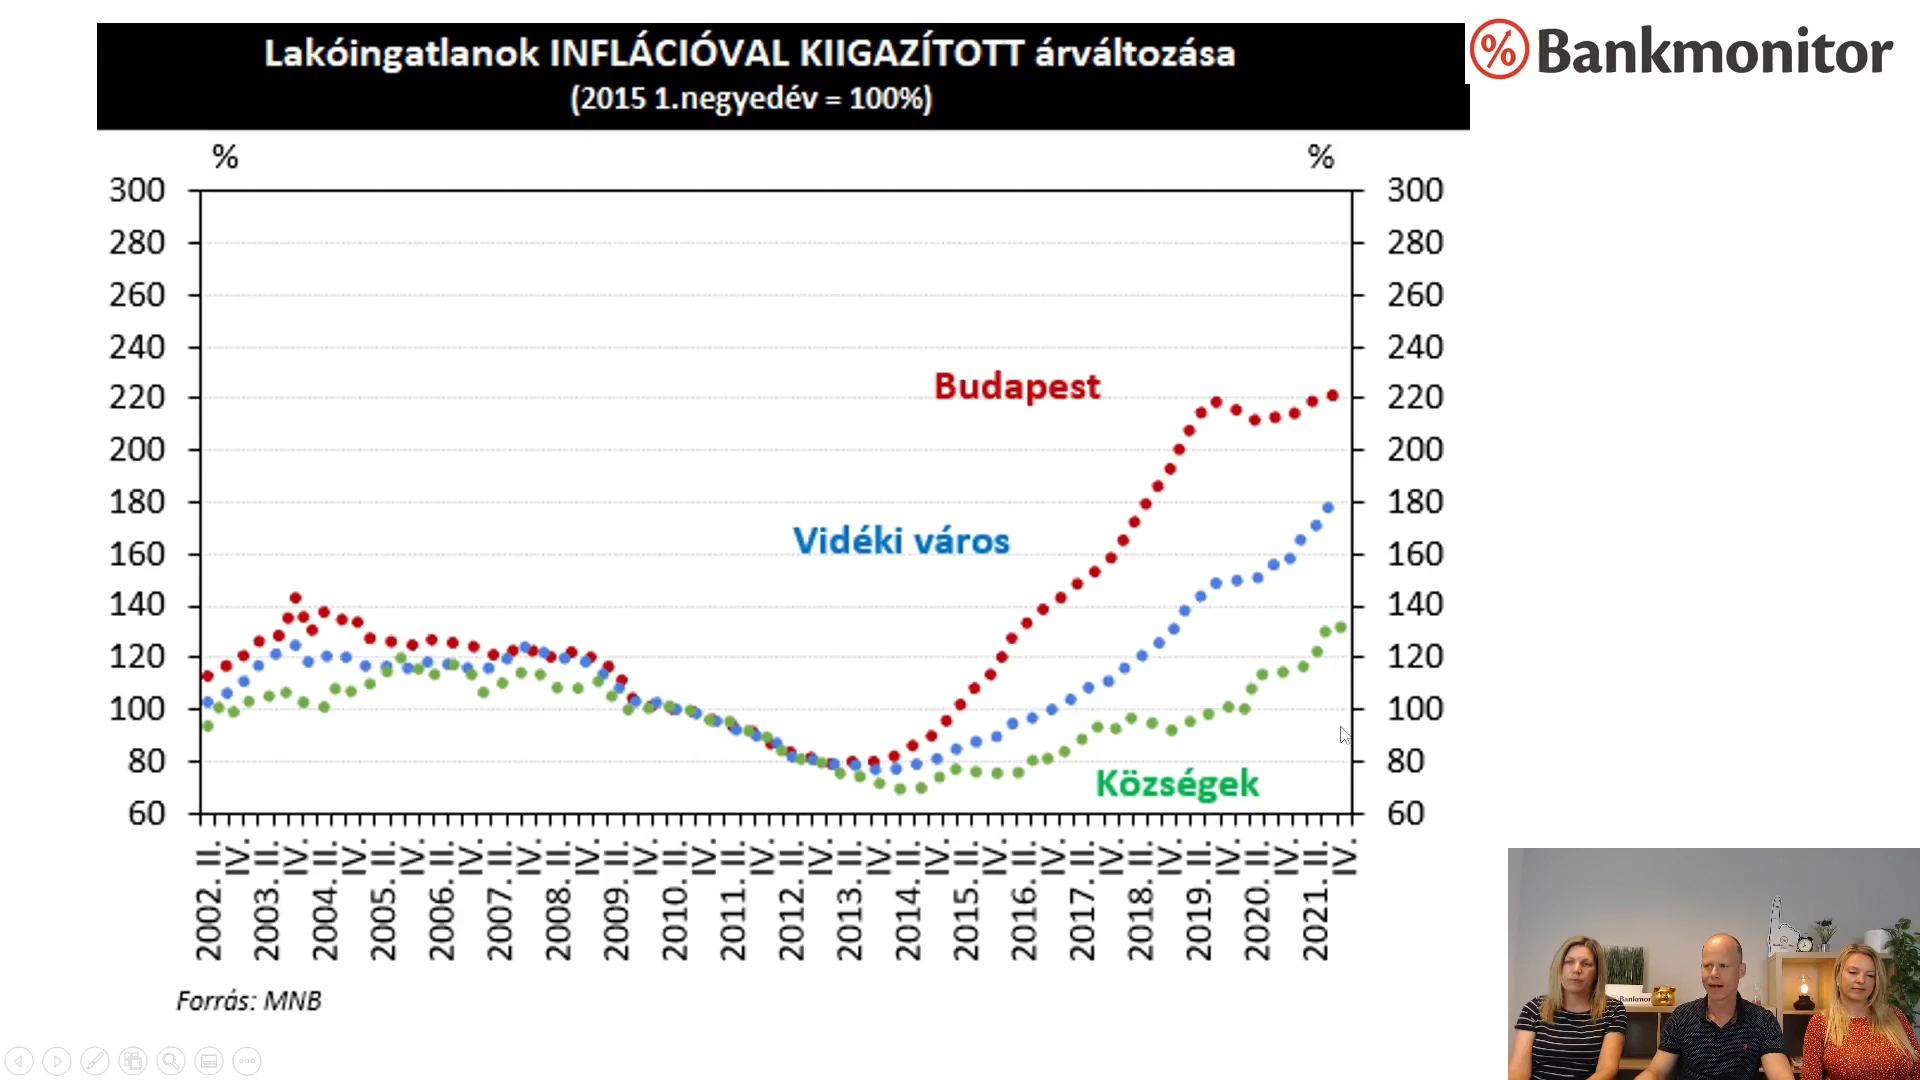 Lakóingatlanok INFLÁCIÓVAL KIIGAZÍTOTT árváltozása
(2015 1.negyedév = 100%)
% Bankmonitor
% %
300 300
280 280
260 260
240 240
220 220
200 200
180 180
160 160
140 140
120 120
100 100
80 80
60 60
Budapest
Vidéki város
Községek
2002. II.
IV.
2003. II.
IV.
2004. II.
IV.
2005. II.
IV.
2006. II.
IV.
2007. II.
IV.
2008. II.
IV.
2009. II.
IV.
2010. II.
IV.
2011. II.
IV.
2012. II.
IV.
2013. II.
IV.
2014. II.
IV.
2015. II.
IV.
2016. II.
IV.
2017. II.
IV.
2018. II.
IV.
2019. II.
IV.
2020. II.
IV.
2021. II.
IV.
Forrás: MNB